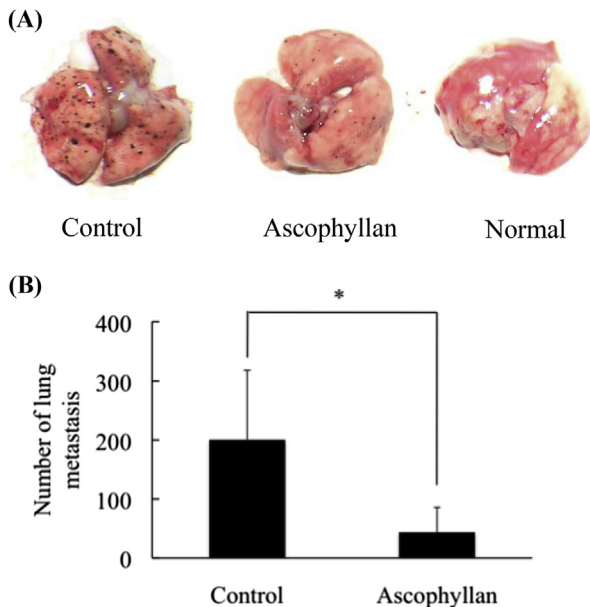 (A)
Control Ascophyllan Normal
(B)
*
400
300
200
100
0
Number of lung
metastasis
Control Ascophyllan